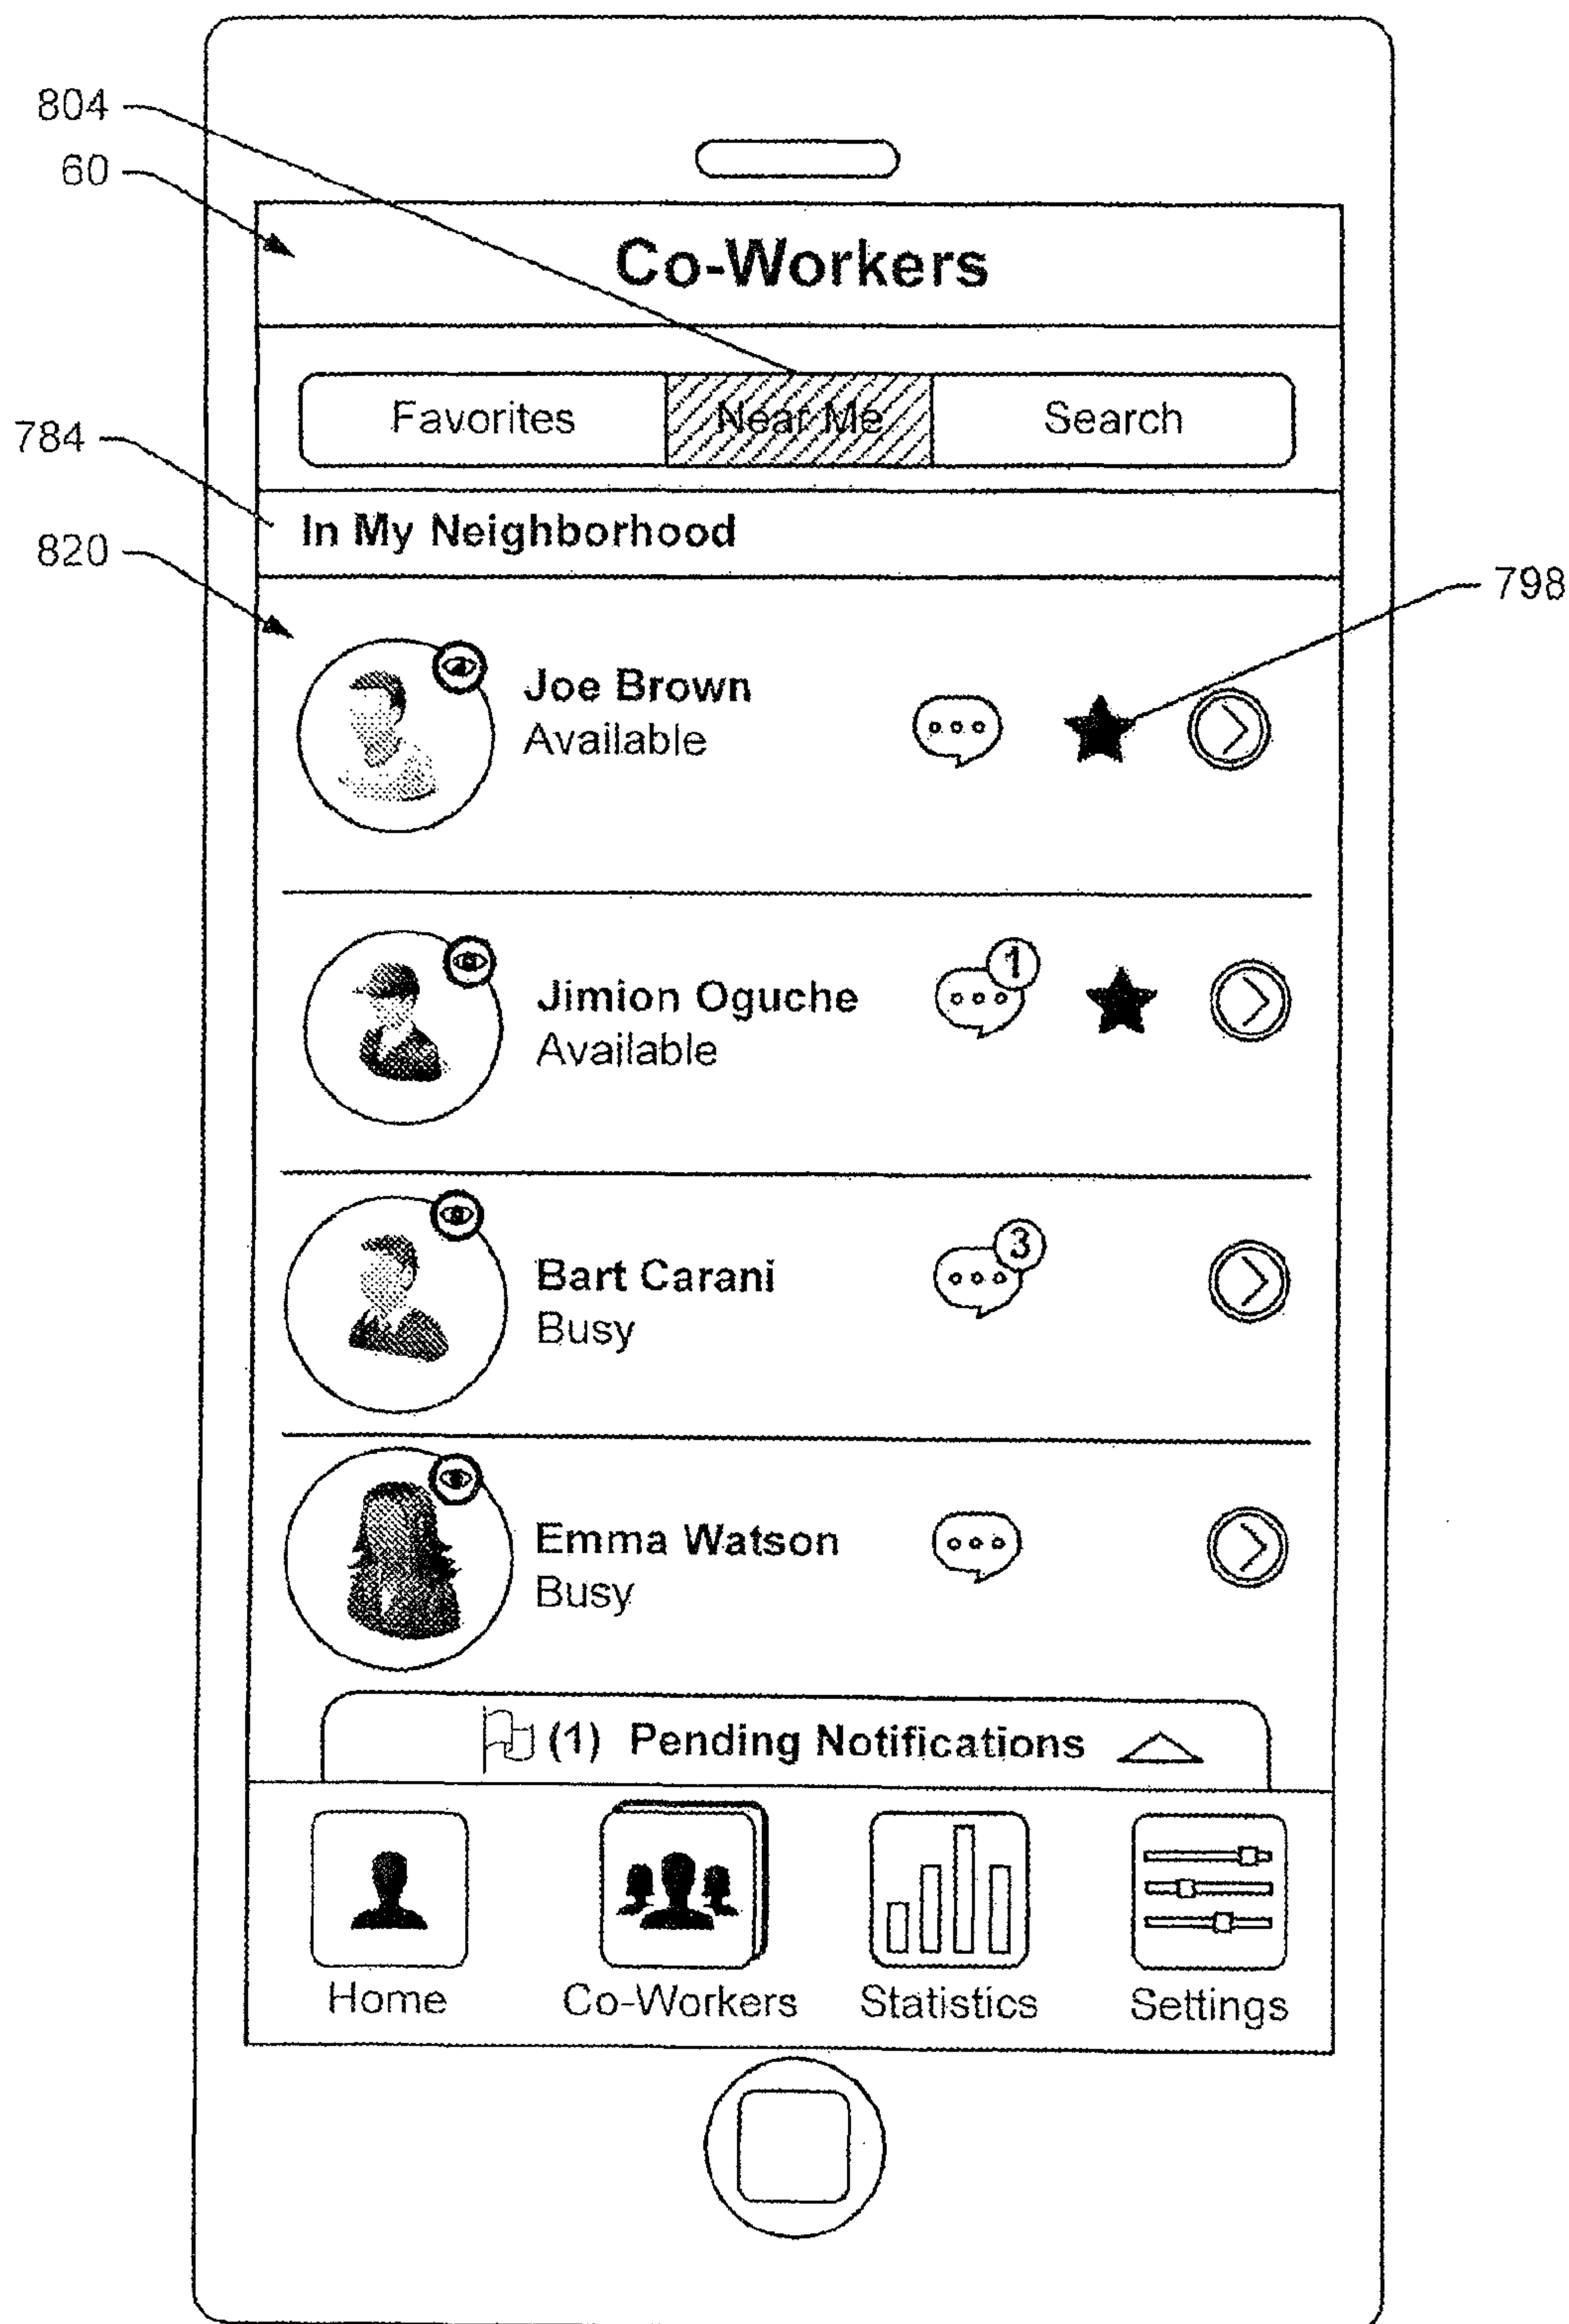 804
60
Co-Workers
Favorites Near Me Search
784
In My Neighborhood
820
798
Joe Brown
Available
1
Jimion Oguche
Available
3
Bart Carani
Busy
Emma Watson
Busy
(1) Pending Notifications
Home Co-Workers Statistics Settings